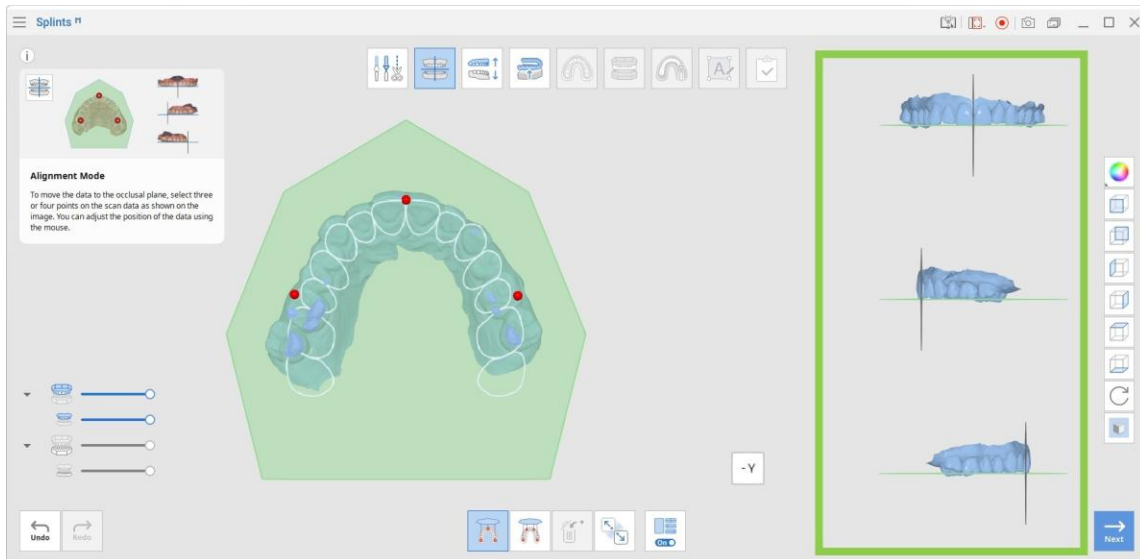 Splints
Alignment Mode
To move the data to the occlusal plane, select three
or four points on the scan data as shown on the
image. You can adjust the position of the data using
the mouse.
A
- Y
Undo
Redo
On
Next